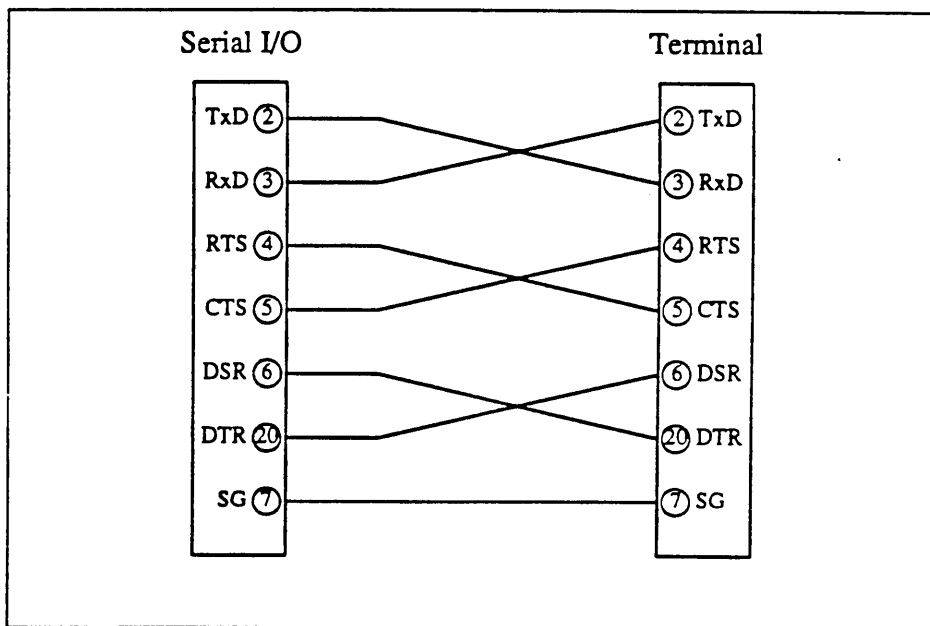 Serial I/O Terminal
TxD 2 2 TxD
RxD 3 3 RxD
RTS 4 4 RTS
CTS 5 5 CTS
DSR 6 6 DSR
DTR 20 20 DTR
SG 7 7 SG